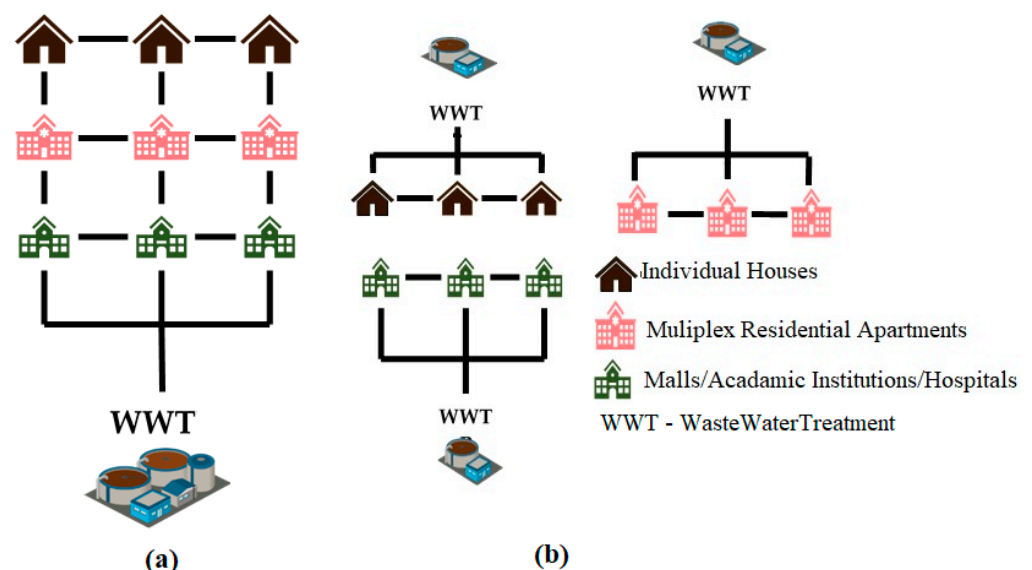 WWT
WWT
Individual Houses
Muliplex Residential Apartments
Malls/Acadamic Institutions/Hospitals
WWT
WWT - WasteWaterTreatment
WWT
(a)
(b)